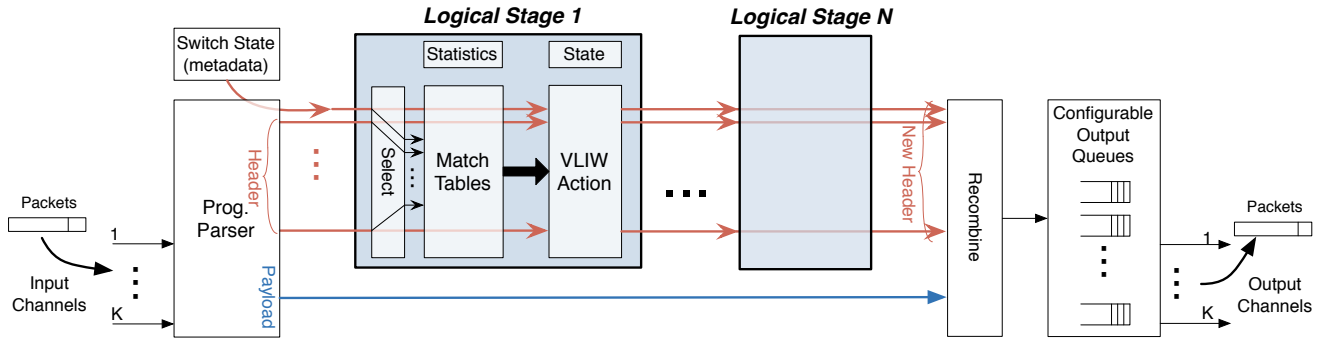 Logical Stage 1
Logical Stage N
Switch State
(metadata)
Statistics
State
Select
Match
Tables
VLIW
Action
Prog.
Parser
Header
Payload
Packets
1
Input
Channels
K
New Header
Recombine
Configurable
Output
Queues
Packets
1
Output
Channels
K